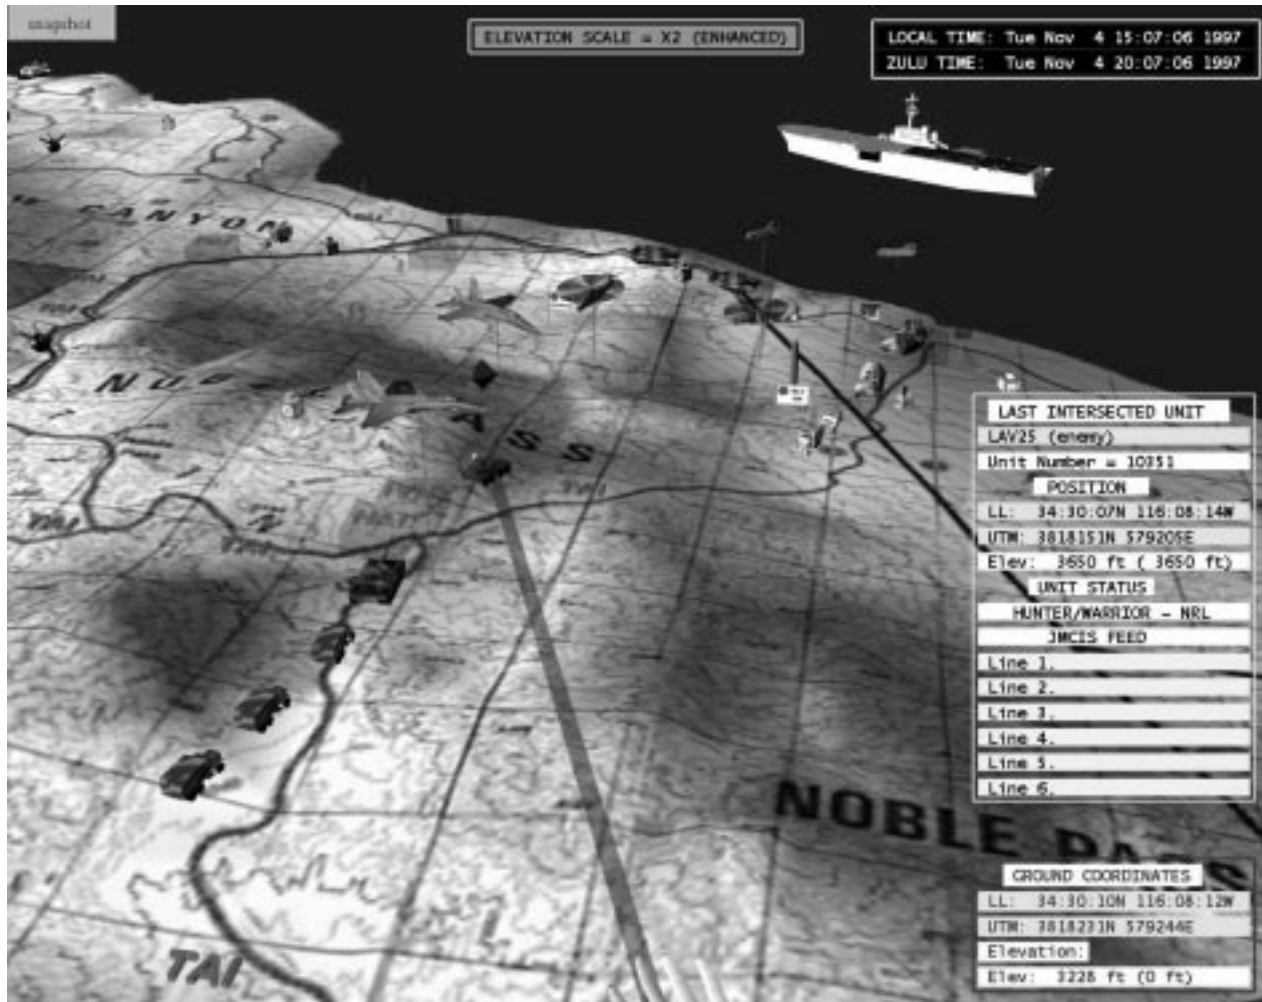 snapshot
ELEVATION SCALE = X2 (ENHANCED)
LOCAL TIME: Tue Nov 4 15:07:06 1997
ZULU TIME: Tue Nov 4 20:07:06 1997
CANYON
ASS
TAI
NOBLE PASS
TAI
LAST INTERSECTED UNIT
LAV25 (enemy)
Unit Number = 10351
POSITION
LL: 34:30:07N 116:08:14W
UTM: 3818151N 579205E
Elev: 3650 ft ( 3650 ft)
UNIT STATUS
HUNTER/WARRIOR - NRL
JMCIS FEED
Line 1.
Line 2.
Line 3.
Line 4.
Line 5.
Line 6.
GROUND COORDINATES
LL: 34:30:10N 116:08:12W
UTM: 3818231N 579244E
Elevation:
Elev: 3228 ft (0 ft)